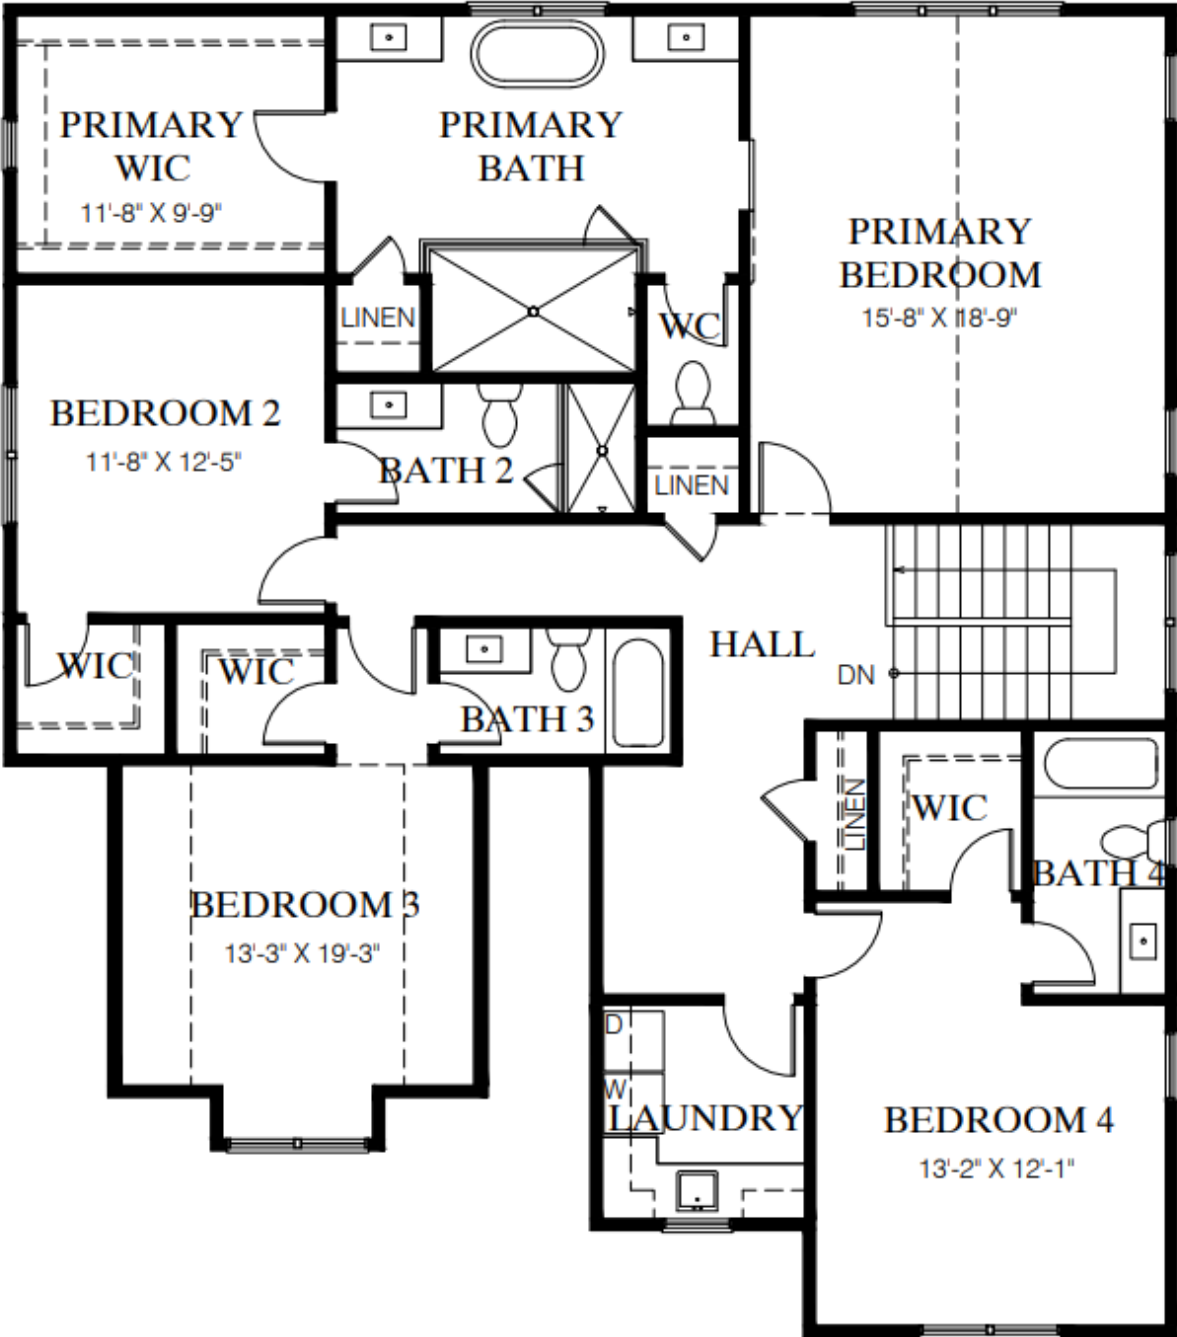 PRIMARY
WIC
11'-8" X 9'-9"
PRIMARY
BATH
PRIMARY
BEDROOM
15'-8" X 18'-9"
LINEN
WC
BEDROOM 2
11'-8" X 12'-5"
BATH 2
LINEN
WIC
WIC
BATH 3
HALL
DN
LINEN
WIC
BATH 4
BEDROOM 3
13'-3" X 19'-3"
D
W
LAUNDRY
BEDROOM 4
13'-2" X 12'-1"